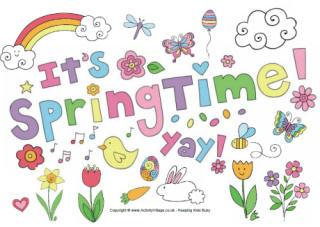 It's
Springtime!
yay!
Copyright © www.ActivityVillage.co.uk - Keeping Kids Busy